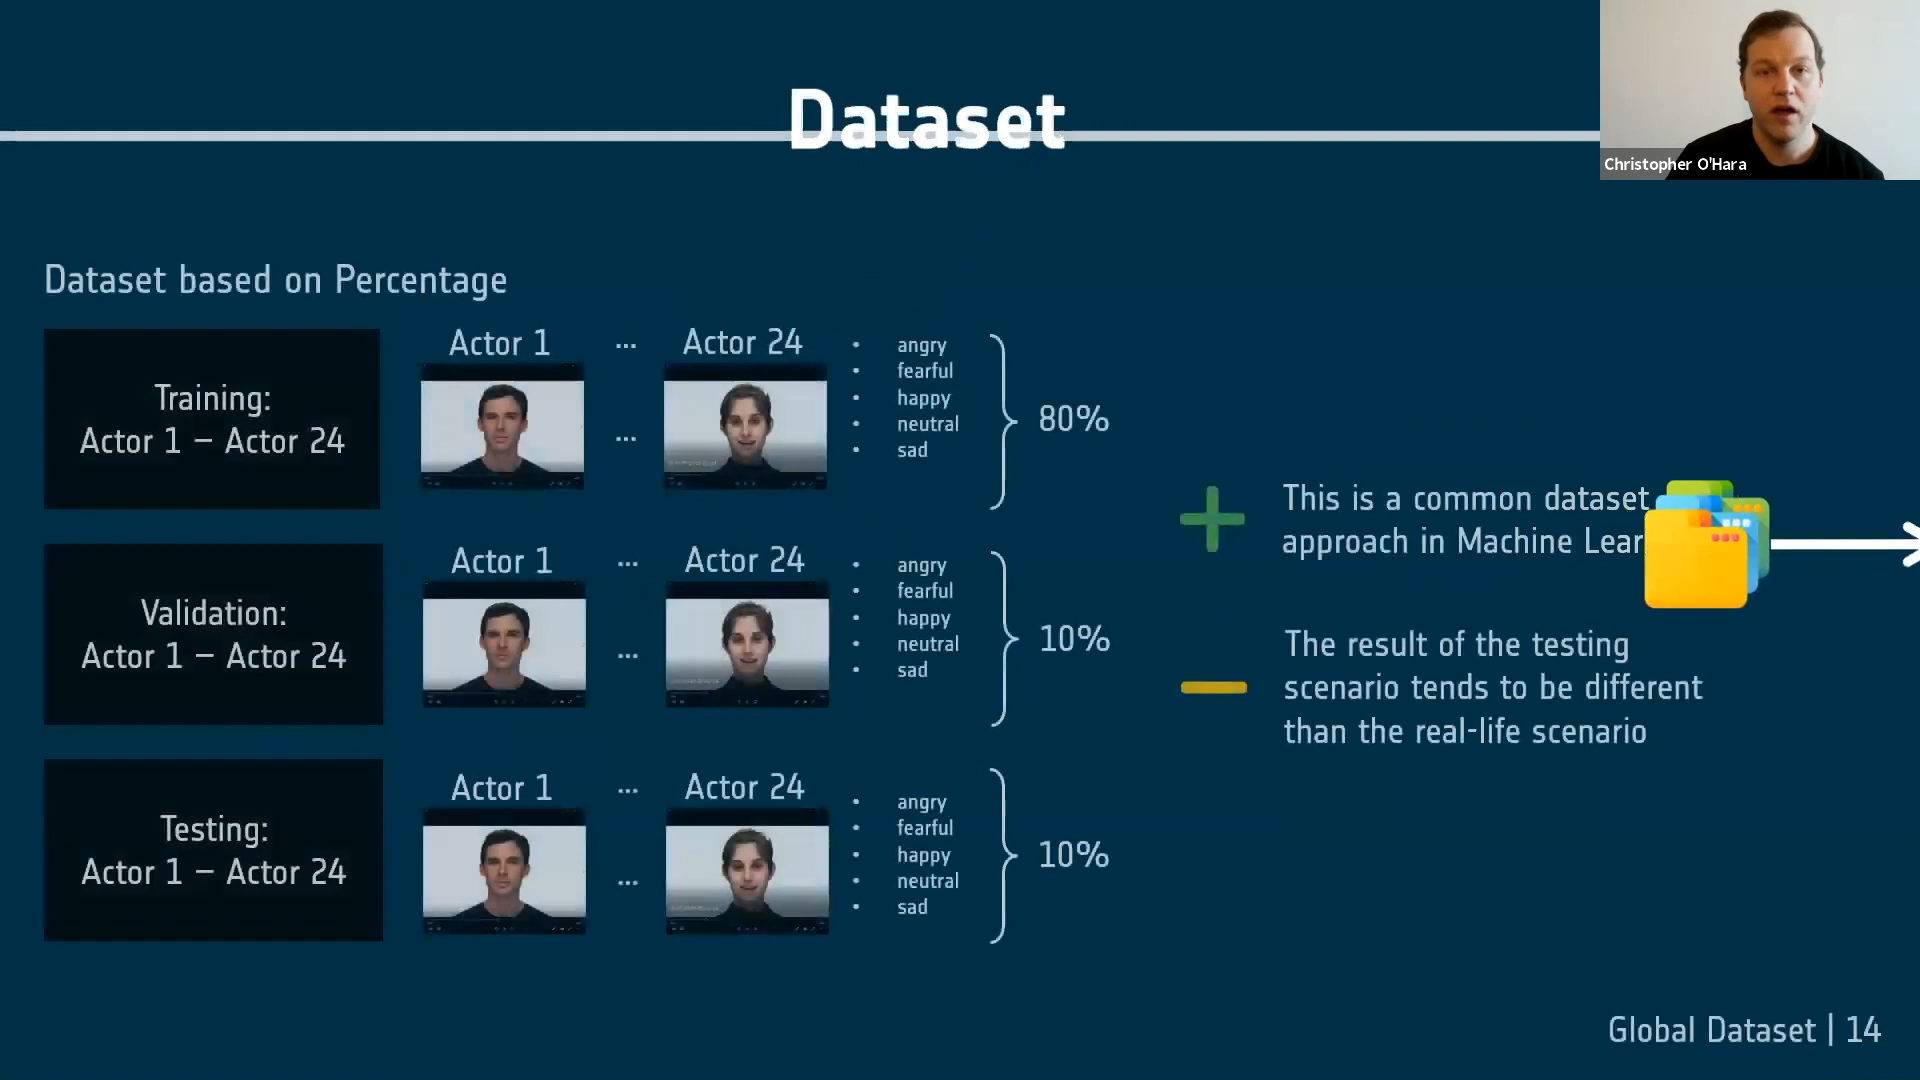 Dataset
Christopher O'Hara
Dataset based on Percentage
Training:
Actor 1 – Actor 24
Actor 1 ... Actor 24
...
• angry
• fearful
• happy
• neutral
• sad
80%
Validation:
Actor 1 – Actor 24
Actor 1 ... Actor 24
...
• angry
• fearful
• happy
• neutral
• sad
10%
Testing:
Actor 1 – Actor 24
Actor 1 ... Actor 24
...
• angry
• fearful
• happy
• neutral
• sad
10%
This is a common dataset
approach in Machine Lear
The result of the testing
scenario tends to be different
than the real-life scenario
Global Dataset | 14